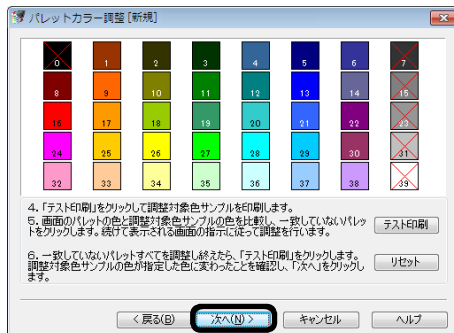 パレットカラー調整 [新規]
0 1 2 3 4 5 6 7
8 9 10 11 12 13 14 15
16 17 18 19 20 21 22 23
24 25 26 27 28 29 30 31
32 33 34 35 36 37 38 39
4. 「テスト印刷」をクリックして調整対象色サンプルを印刷します。
5. 画面のパレットの色と調整対象色サンプルの色を比較し、一致していないパレッ
トをクリックします。続けて表示される画面の指示に従って調整を行います。
テスト印刷
6. 一致していないパレットすべてを調整し終えたら、「テスト印刷」をクリックします。
調整対象色サンプルの色が指定した色に変わったことを確認し、「次へ」をクリックし
ます。
リセット
< 戻る(B) 次へ(N) > キャンセル ヘルプ